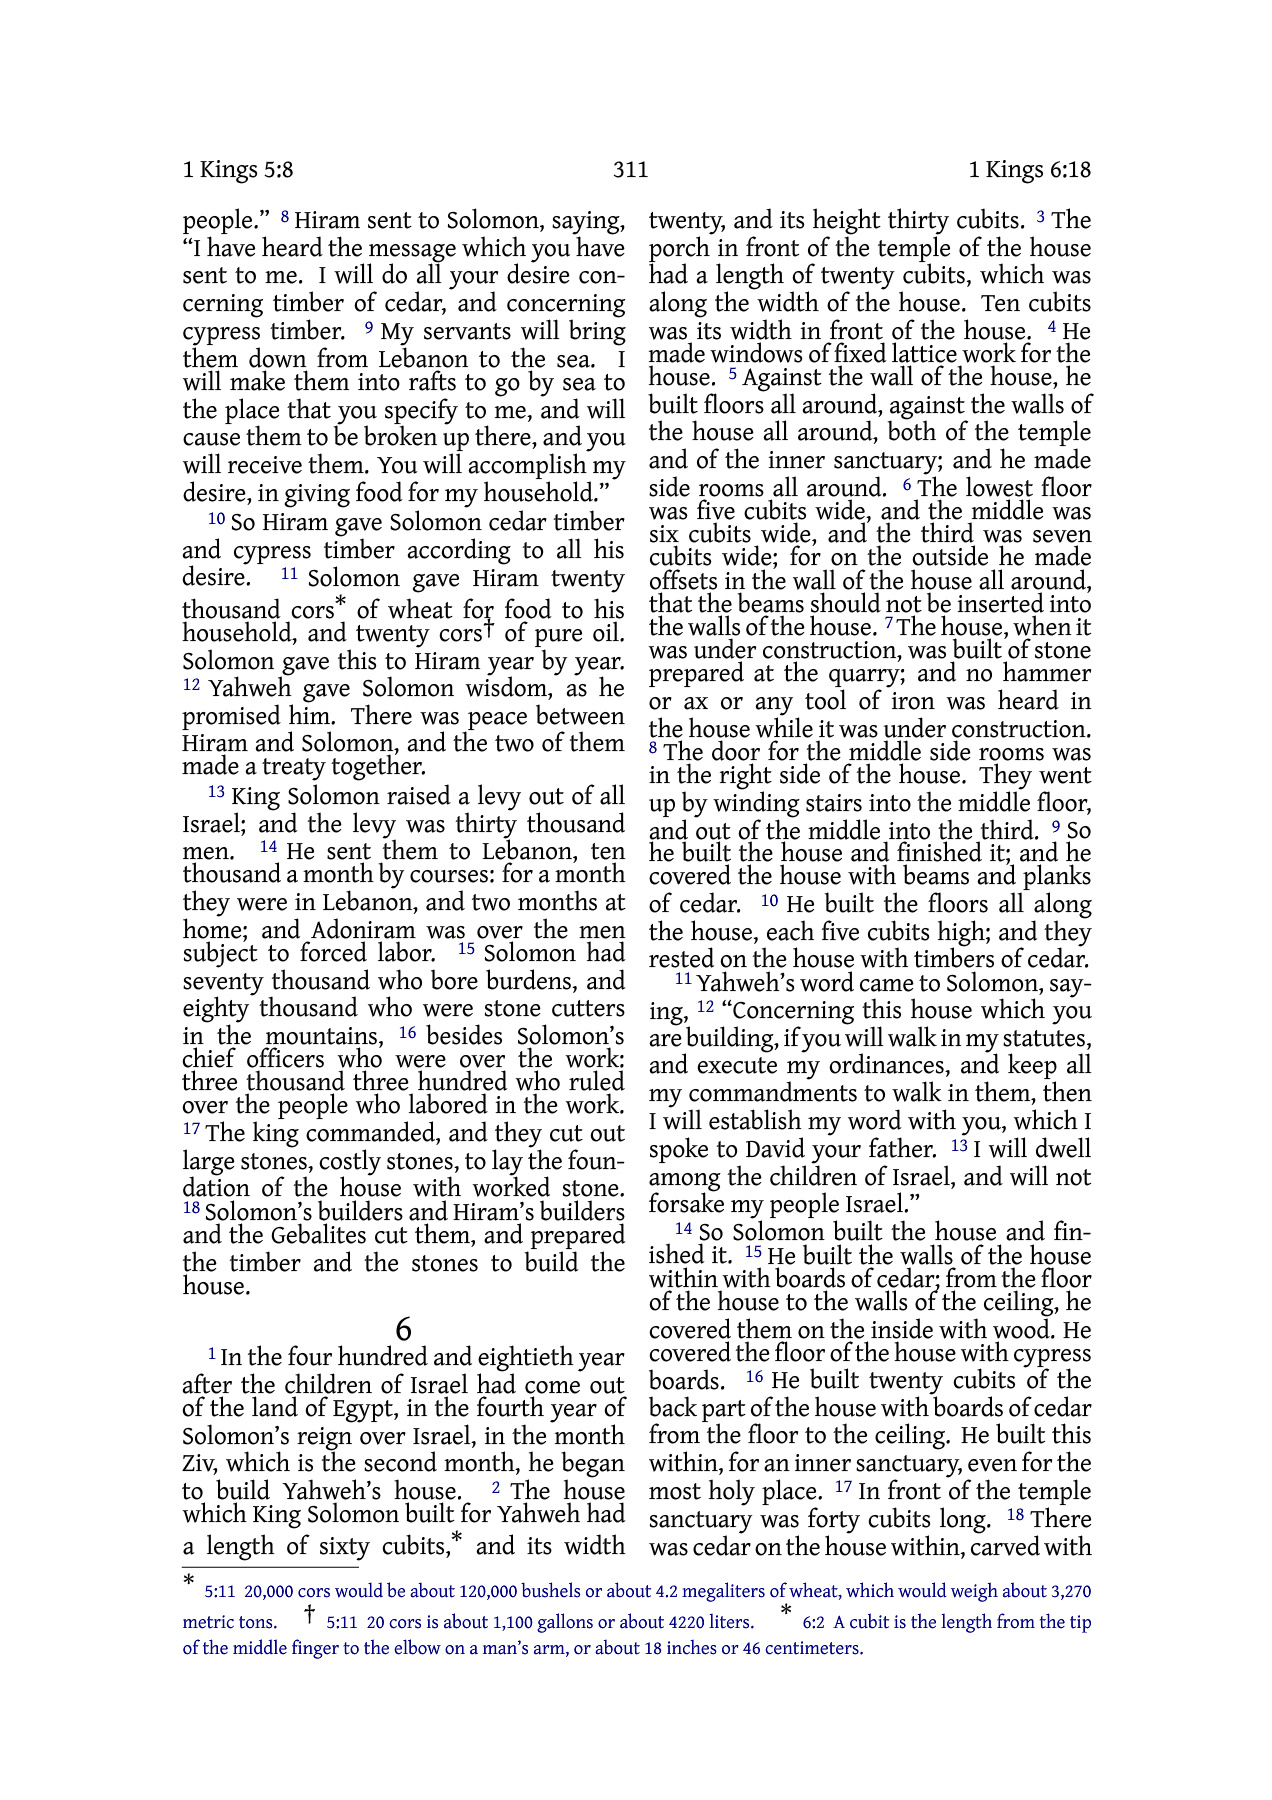 1 Kings 5:8 311 1 Kings 6:18
people.” 8 Hiram sent to Solomon, saying,
“I have heard the message which you have
sent to me. I will do all your desire con-
cerning timber of cedar, and concerning
cypress timber. 9 My servants will bring
them down from Lebanon to the sea. I
will make them into rafts to go by sea to
the place that you specify to me, and will
cause them to be broken up there, and you
will receive them. You will accomplish my
desire, in giving food for my household.”
10 So Hiram gave Solomon cedar timber
and cypress timber according to all his
desire. 11 Solomon gave Hiram twenty
thousand cors* of wheat for food to his
household, and twenty cors† of pure oil.
Solomon gave this to Hiram year by year.
12 Yahweh gave Solomon wisdom, as he
promised him. There was peace between
Hiram and Solomon, and the two of them
made a treaty together.
13 King Solomon raised a levy out of all
Israel; and the levy was thirty thousand
men. 14 He sent them to Lebanon, ten
thousand a month by courses: for a month
they were in Lebanon, and two months at
home; and Adoniram was over the men
subject to forced labor. 15 Solomon had
seventy thousand who bore burdens, and
eighty thousand who were stone cutters
in the mountains, 16 besides Solomon’s
chief officers who were over the work:
three thousand three hundred who ruled
over the people who labored in the work.
17 The king commanded, and they cut out
large stones, costly stones, to lay the foun-
dation of the house with worked stone.
18 Solomon’s builders and Hiram’s builders
and the Gebalites cut them, and prepared
the timber and the stones to build the
house.
6
1 In the four hundred and eightieth year
after the children of Israel had come out
of the land of Egypt, in the fourth year of
Solomon’s reign over Israel, in the month
Ziv, which is the second month, he began
to build Yahweh’s house. 2 The house
which King Solomon built for Yahweh had
a length of sixty cubits,* and its width
twenty, and its height thirty cubits. 3 The
porch in front of the temple of the house
had a length of twenty cubits, which was
along the width of the house. Ten cubits
was its width in front of the house. 4 He
made windows of fixed lattice work for the
house. 5 Against the wall of the house, he
built floors all around, against the walls of
the house all around, both of the temple
and of the inner sanctuary; and he made
side rooms all around. 6 The lowest floor
was five cubits wide, and the middle was
six cubits wide, and the third was seven
cubits wide; for on the outside he made
offsets in the wall of the house all around,
that the beams should not be inserted into
the walls of the house. 7 The house, when it
was under construction, was built of stone
prepared at the quarry; and no hammer
or ax or any tool of iron was heard in
the house while it was under construction.
8 The door for the middle side rooms was
in the right side of the house. They went
up by winding stairs into the middle floor,
and out of the middle into the third. 9 So
he built the house and finished it; and he
covered the house with beams and planks
of cedar. 10 He built the floors all along
the house, each five cubits high; and they
rested on the house with timbers of cedar.
11 Yahweh’s word came to Solomon, say-
ing, 12 “Concerning this house which you
are building, if you will walk in my statutes,
and execute my ordinances, and keep all
my commandments to walk in them, then
I will establish my word with you, which I
spoke to David your father. 13 I will dwell
among the children of Israel, and will not
forsake my people Israel.”
14 So Solomon built the house and fin-
ished it. 15 He built the walls of the house
within with boards of cedar; from the floor
of the house to the walls of the ceiling, he
covered them on the inside with wood. He
covered the floor of the house with cypress
boards. 16 He built twenty cubits of the
back part of the house with boards of cedar
from the floor to the ceiling. He built this
within, for an inner sanctuary, even for the
most holy place. 17 In front of the temple
sanctuary was forty cubits long. 18 There
was cedar on the house within, carved with
* 5:11 20,000 cors would be about 120,000 bushels or about 4.2 megaliters of wheat, which would weigh about 3,270
metric tons. † 5:11 20 cors is about 1,100 gallons or about 4220 liters. * 6:2 A cubit is the length from the tip
of the middle finger to the elbow on a man’s arm, or about 18 inches or 46 centimeters.